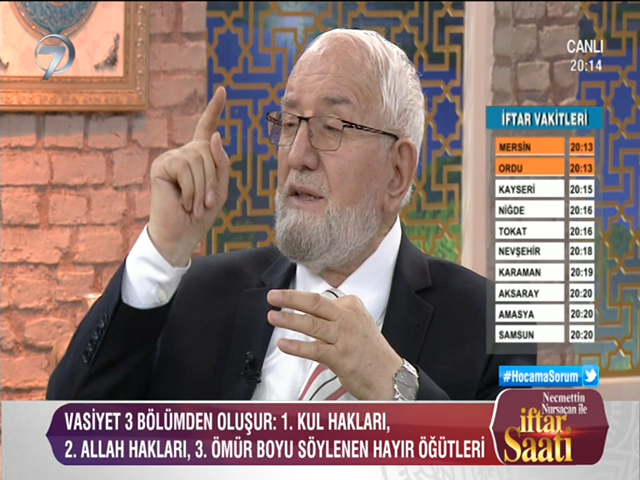 7
CANLI
20:14
İFTAR VAKİTLERİ
MERSİN 20:13
ORDU 20:13
KAYSERİ 20:15
NİĞDE 20:16
TOKAT 20:16
NEVŞEHİR 20:18
KARAMAN 20:19
AKSARAY 20:20
AMASYA 20:20
SAMSUN 20:20
#HocamaSorum
VASİYET 3 BÖLÜMDEN OLUŞUR: 1. KUL HAKLARI,
2. ALLAH HAKLARI, 3. ÖMÜR BOYU SÖYLENEN HAYIR ÖĞÜTLERİ
Necmettin
Nursaçan ile
iftar
Saati